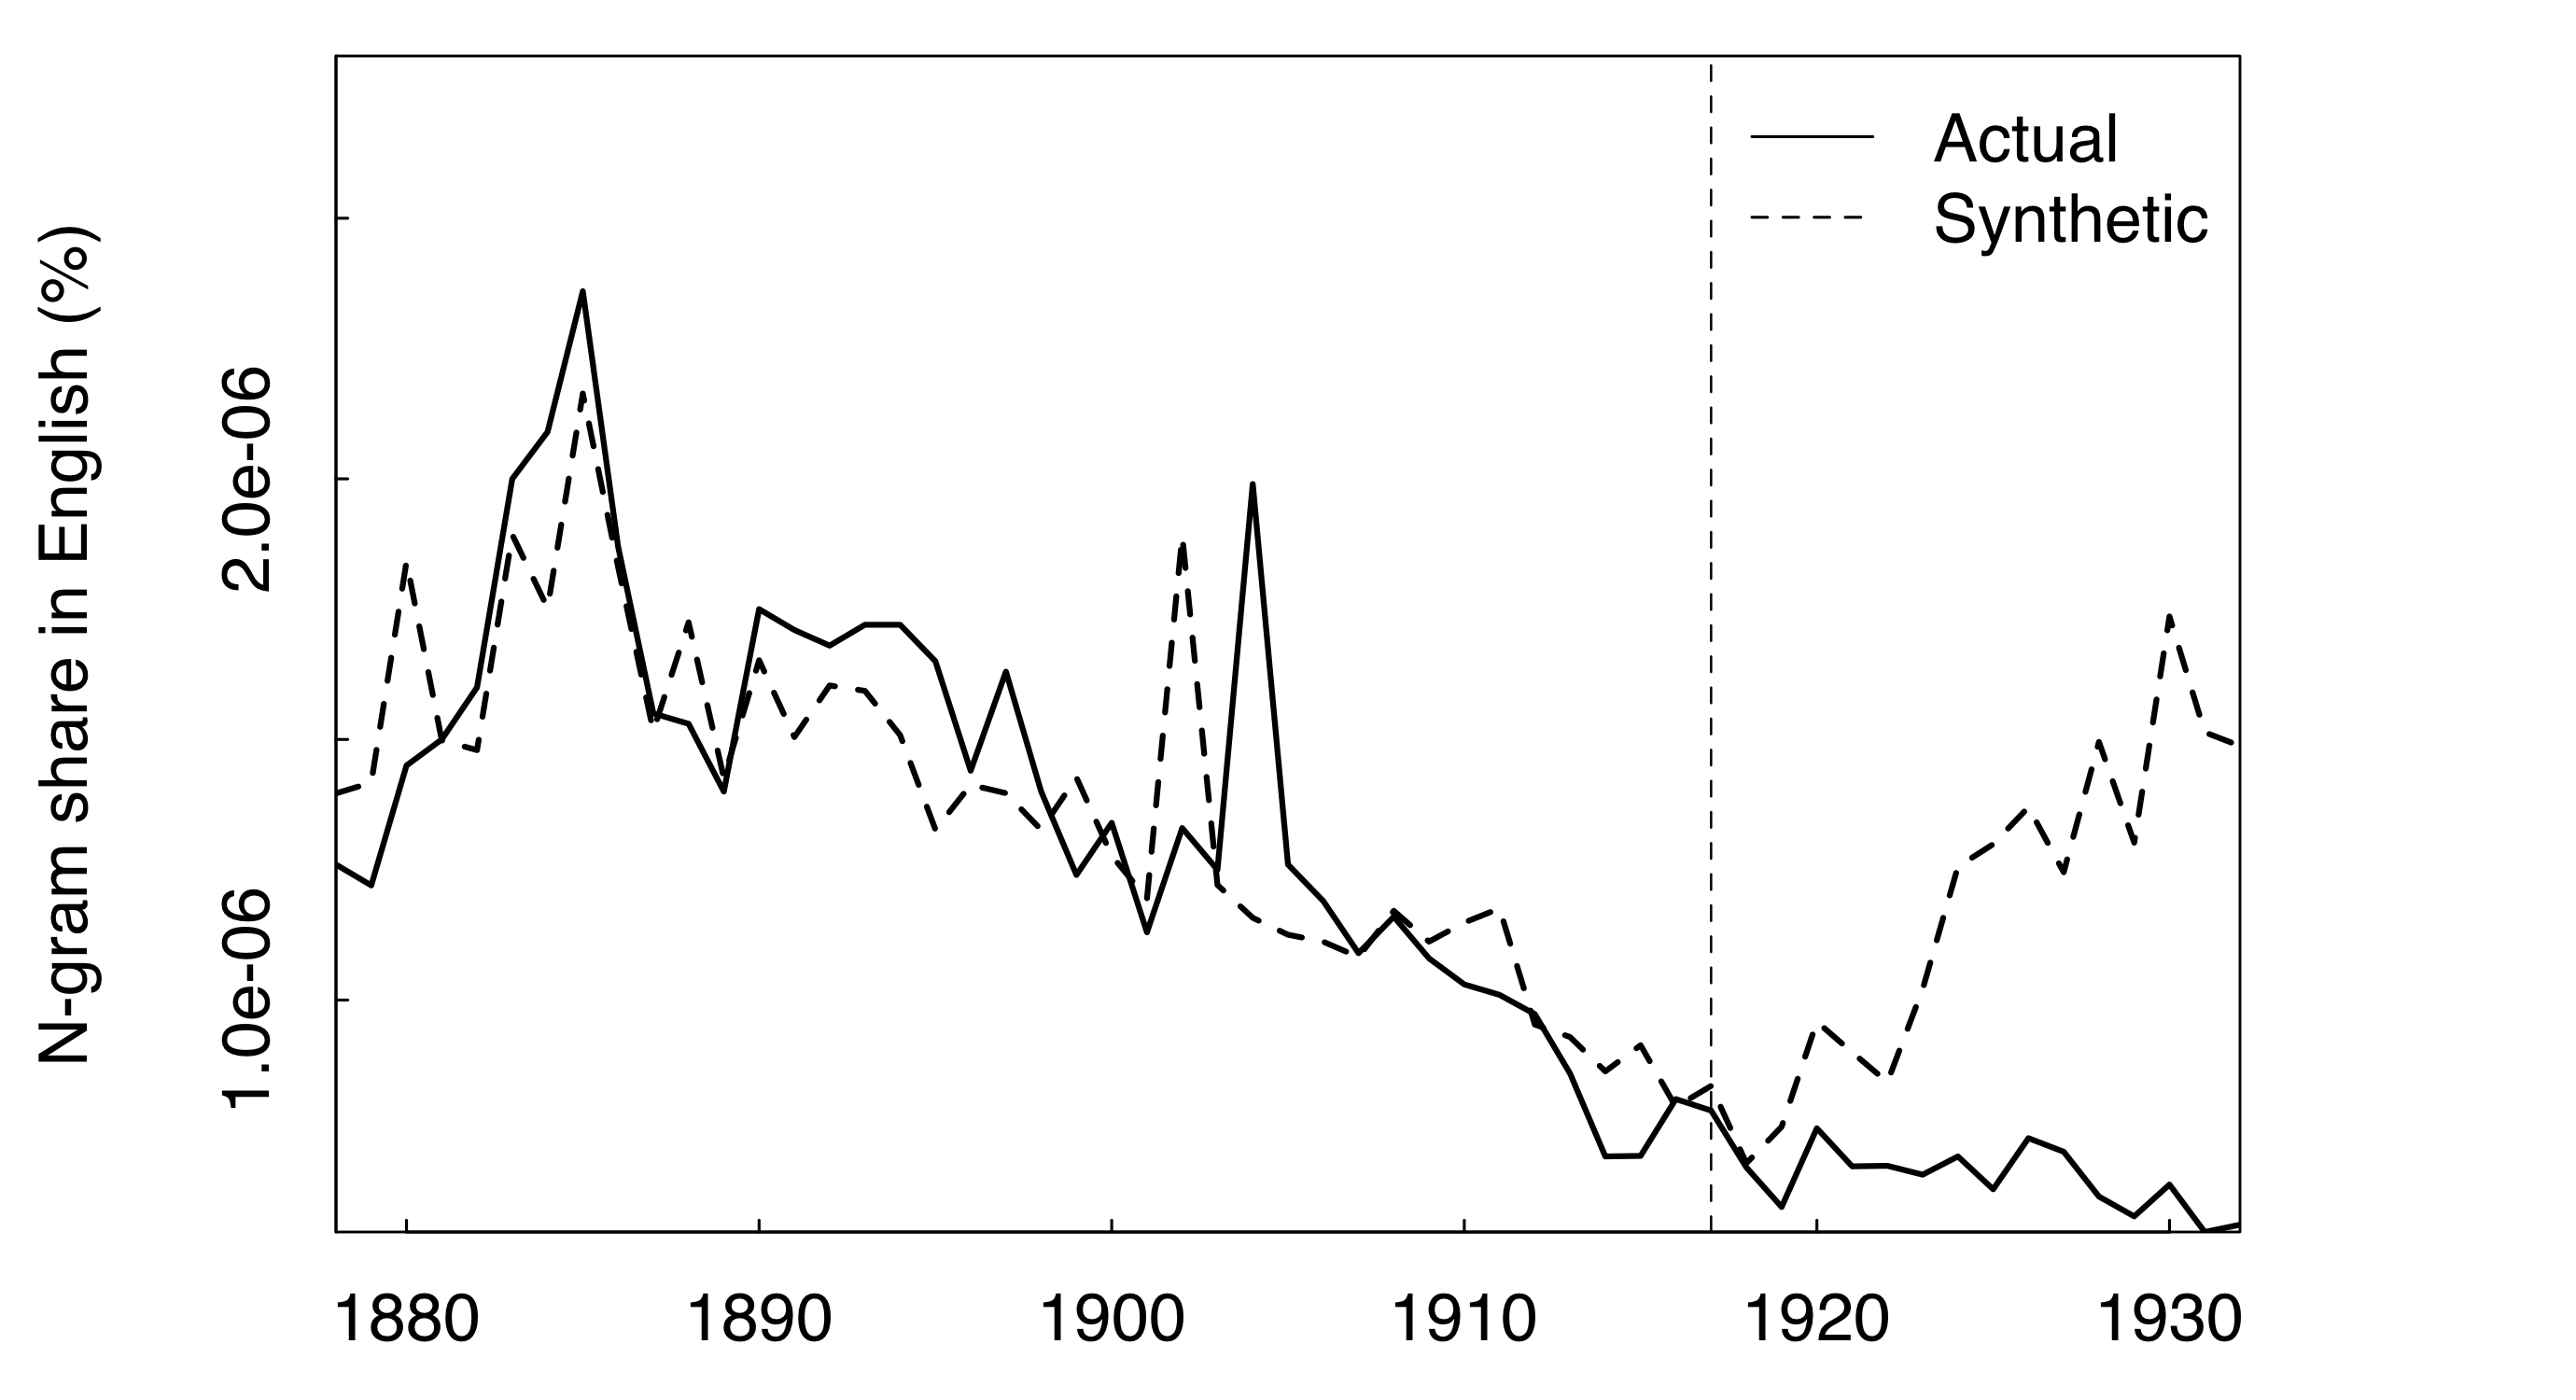 Actual
Synthetic
N-gram share in English (%)
2.0e-06
1.0e-06
1880 1890 1900 1910 1920 1930